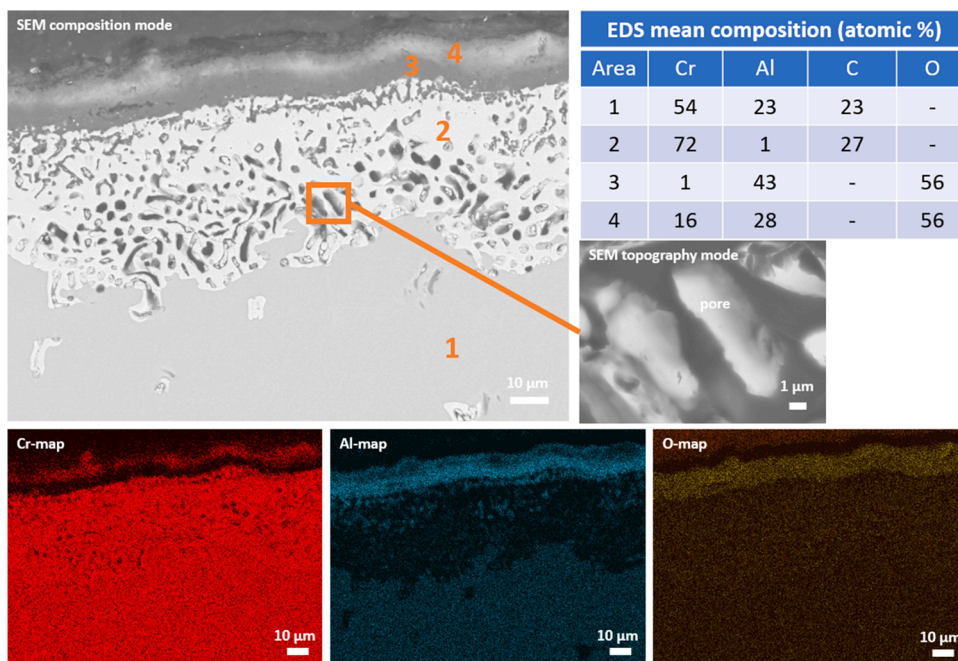 SEM composition mode
4
3
2
1
10 µm
EDS mean composition (atomic %)
Area Cr Al C O
1 54 23 23 -
2 72 1 27 -
3 1 43 - 56
4 16 28 - 56
SEM topography mode
pore
1 µm
Cr-map
10 µm
Al-map
10 µm
O-map
10 µm